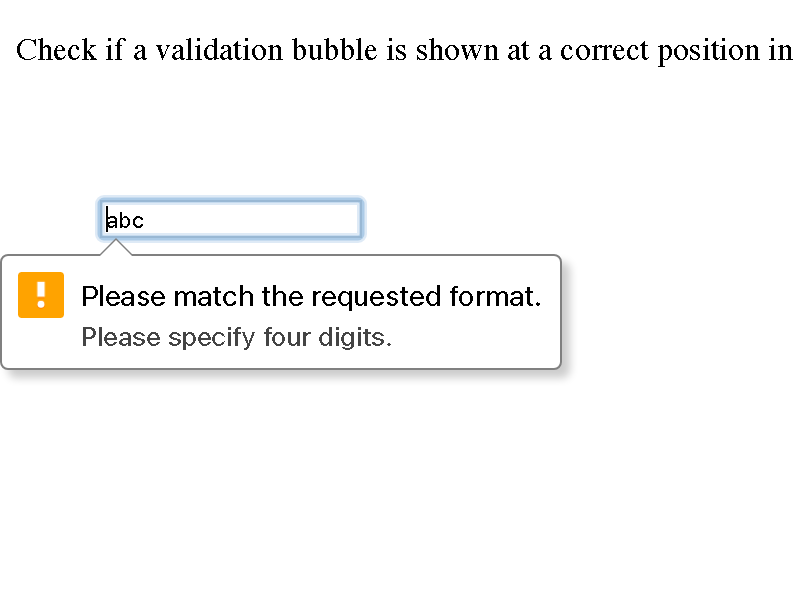 Check if a validation bubble is shown at a correct position in
abc
Please match the requested format.
Please specify four digits.